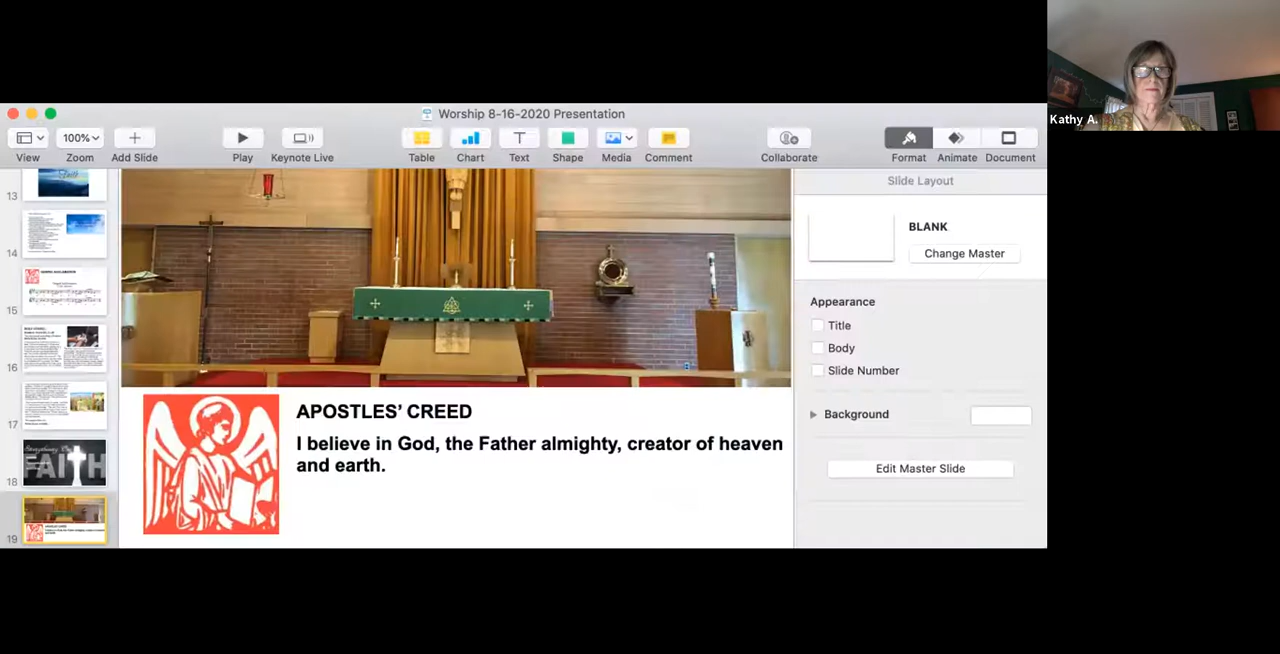 Kathy A.
Worship 8-16-2020 Presentation
100%
View Zoom Add Slide Play Keynote Live Table Chart Text Shape Media Comment Collaborate Format Animate Document
Slide Layout
BLANK
Change Master
Appearance
Title
Body
Slide Number
Background
Edit Master Slide
13
14
15
16
17
18
FAITH
19
APOSTLES' CREED
I believe in God, the Father almighty, creator of heaven
and earth.